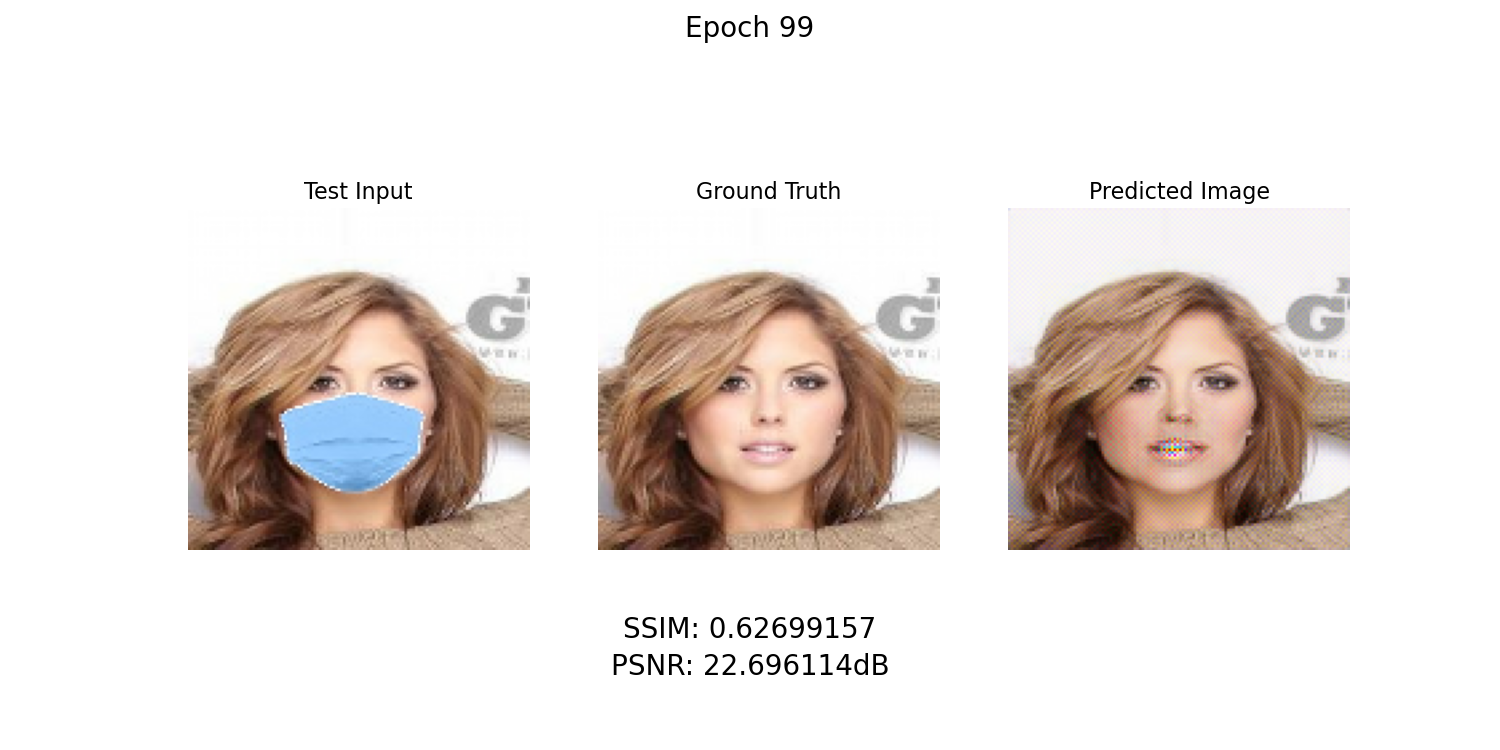 Epoch 99
Test Input
Ground Truth
Predicted Image
G
G
G
SSIM: 0.62699157
PSNR: 22.696114dB